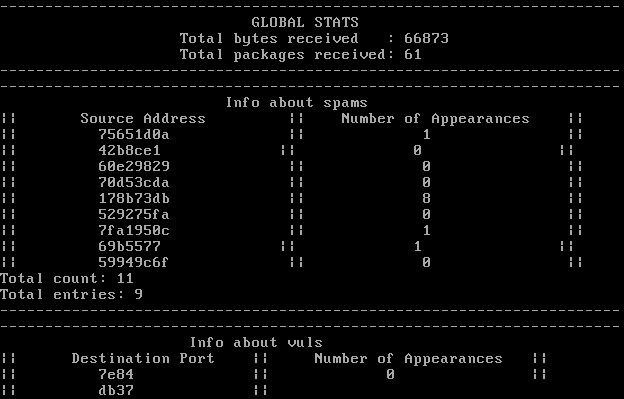 GLOBAL STATS
Total bytes received : 66873
Total packages received: 61
Info about spams
|| Source Address || Number of Appearances ||
|| 75651d0a || 1 ||
|| 42b8ce1 || 0 ||
|| 60e29829 || 0 ||
|| 70d53cda || 0 ||
|| 178b73db || 8 ||
|| 529275fa || 0 ||
|| 7fa1950c || 1 ||
|| 69b5577 || 1 ||
|| 59949c6f || 0 ||
Total count: 11
Total entries: 9
Info about vuls
|| Destination Port || Number of Appearances ||
|| 7e84 || 0 ||
|| db37 ||